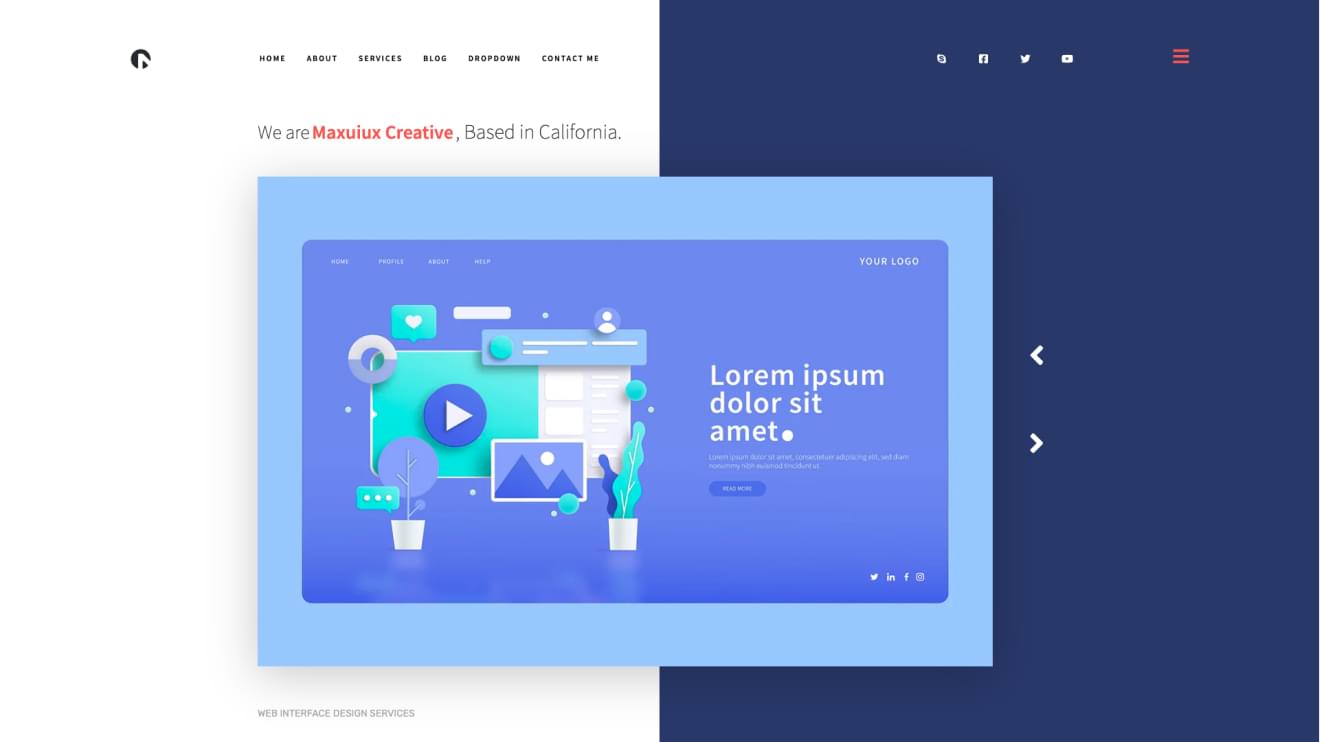 HOME ABOUT SERVICES BLOG DROPDOWN CONTACT ME
We are Maxuiux Creative , Based in California.
HOME PROFILE ABOUT HELP YOUR LOGO
Lorem ipsum
dolor sit
amet
Lorem ipsum dolor sit amet, consectetuer adipiscing elit, sed diam
nonummy nibh euismod tincidunt ut
READ MORE
WEB INTERFACE DESIGN SERVICES